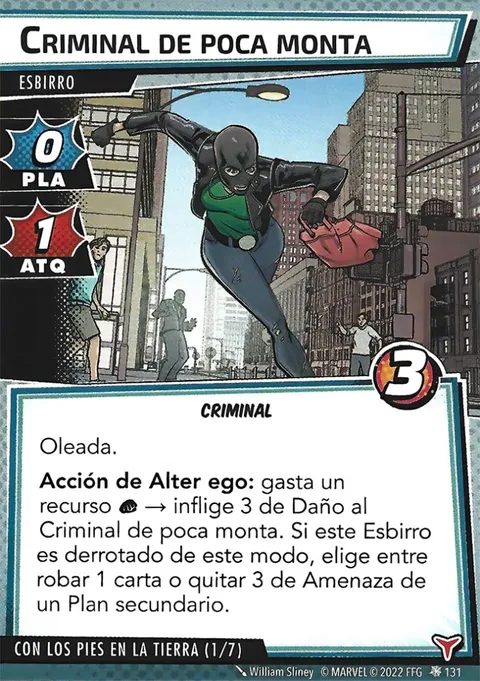 CRIMINAL DE POCA MONTA
ESBIRRO
0
PLA
1
ATQ
3
CRIMINAL
Oleada.
Acción de Alter ego: gasta un
recurso → inflige 3 de Daño al
Criminal de poca monta. Si este Esbirro
es derrotado de este modo, elige entre
robar 1 carta o quitar 3 de Amenaza de
un Plan secundario.
CON LOS PIES EN LA TIERRA (1/7)
William Sliney © MARVEL © 2022 FFG 131